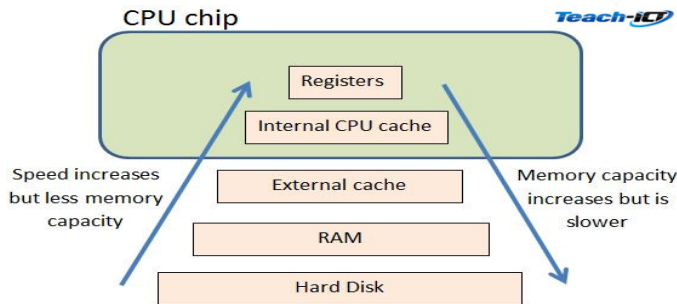 CPU chip
Teach-iCT
Registers
Internal CPU cache
Speed increases
but less memory
capacity
External cache
Memory capacity
increases but is
slower
RAM
Hard Disk